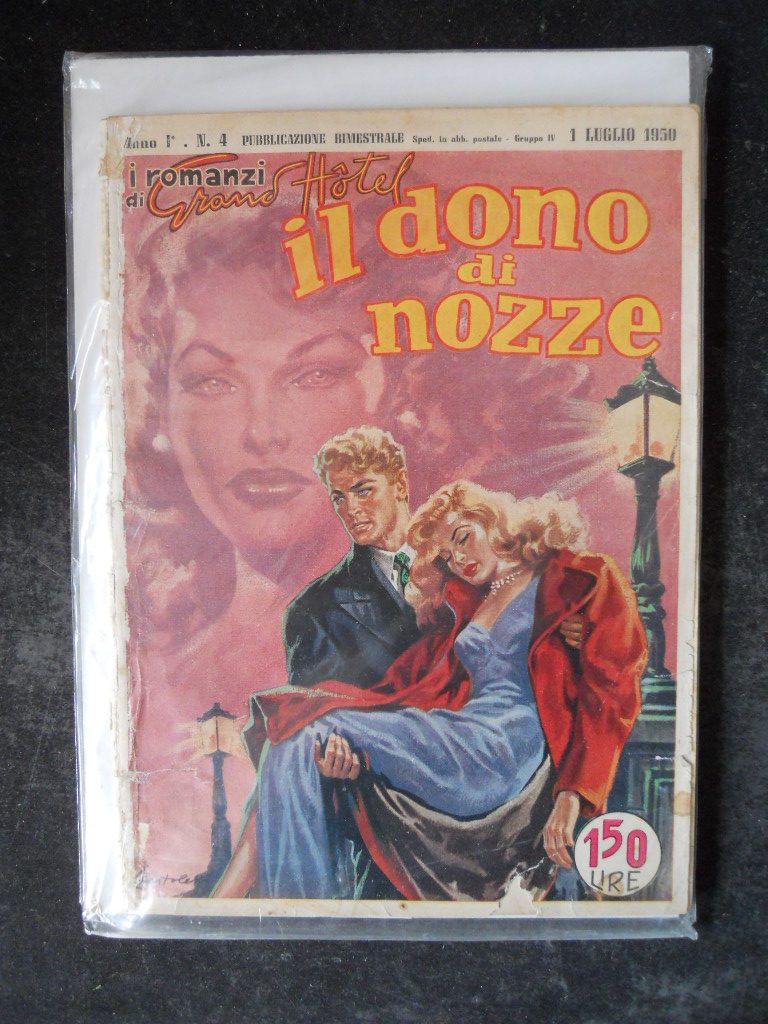 Anno I° . N. 4 PUBBLICAZIONE BIMESTRALE Sped. in abb. postale - Gruppo IV 1 LUGLIO 1950
i romanzi
di Grand Hôtel
il dono
di
nozze
150
LIRE